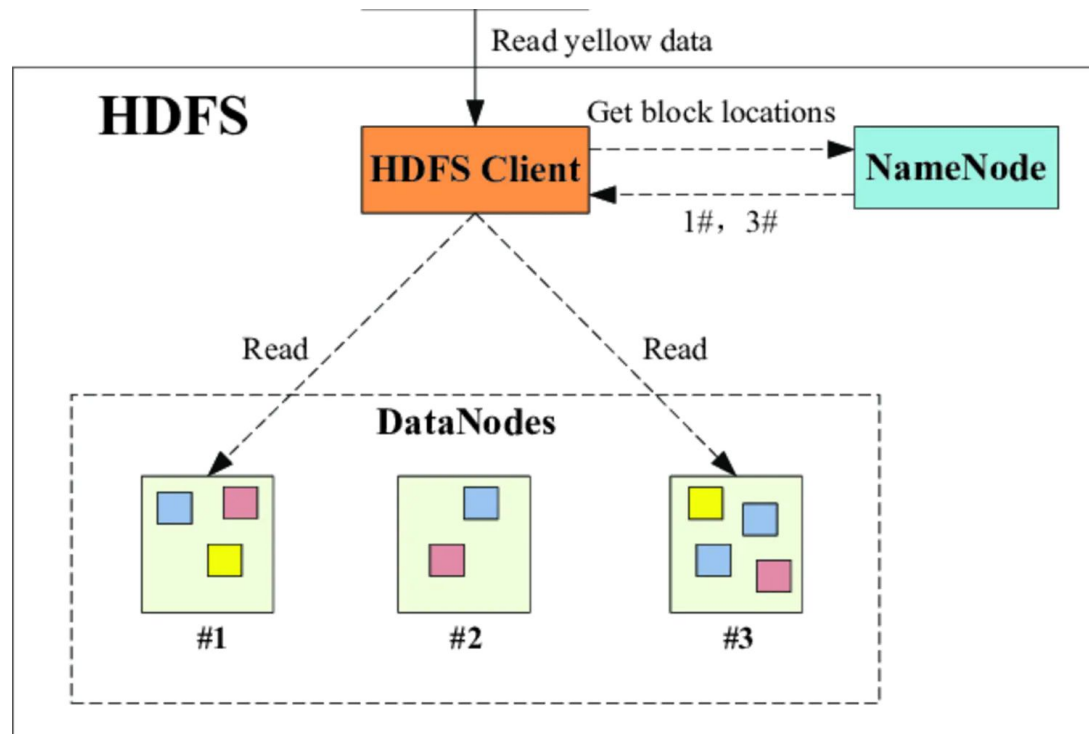 Read yellow data
HDFS
Get block locations
HDFS Client
NameNode
1#，3#
Read
Read
DataNodes
#1
#2
#3